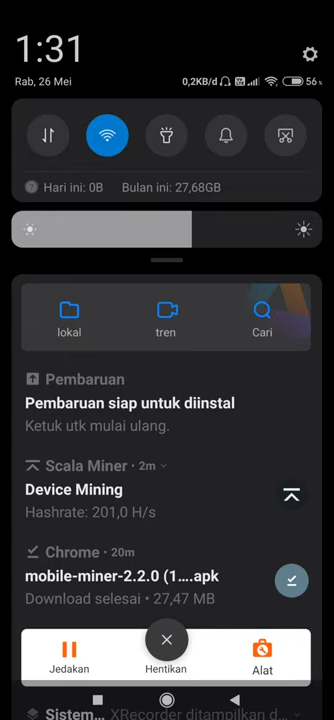 1:31
Rab, 26 Mei
0,2KB/d
56
Hari ini: 0B
Bulan ini: 27,68GB
lokal
tren
Cari
Pembaruan
Pembaruan siap untuk diinstal
Ketuk utk mulai ulang.
Scala Miner • 2m
Device Mining
Hashrate: 201,0 H/s
Chrome • 20m
mobile-miner-2.2.0 (1....apk
Download selesai • 27,47 MB
Jedakan
Hentikan
Alat
Sistem... XRecorder ditampilkan d...